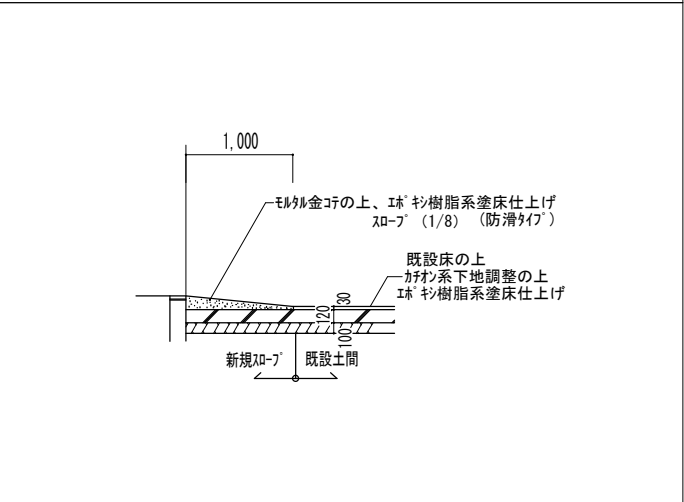 1,000
ﾓﾙﾀﾙ金ｺﾃの上、ｴﾎﾟｷｼ樹脂系塗床仕上げ
ｽﾛｰﾌﾟ (1/8) (防滑ﾀｲﾌﾟ)
既設床の上
ｶﾁｵﾝ系下地調整の上
ｴﾎﾟｷｼ樹脂系塗床仕上げ
30
120
100
新規ｽﾛｰﾌﾟ 既設土間